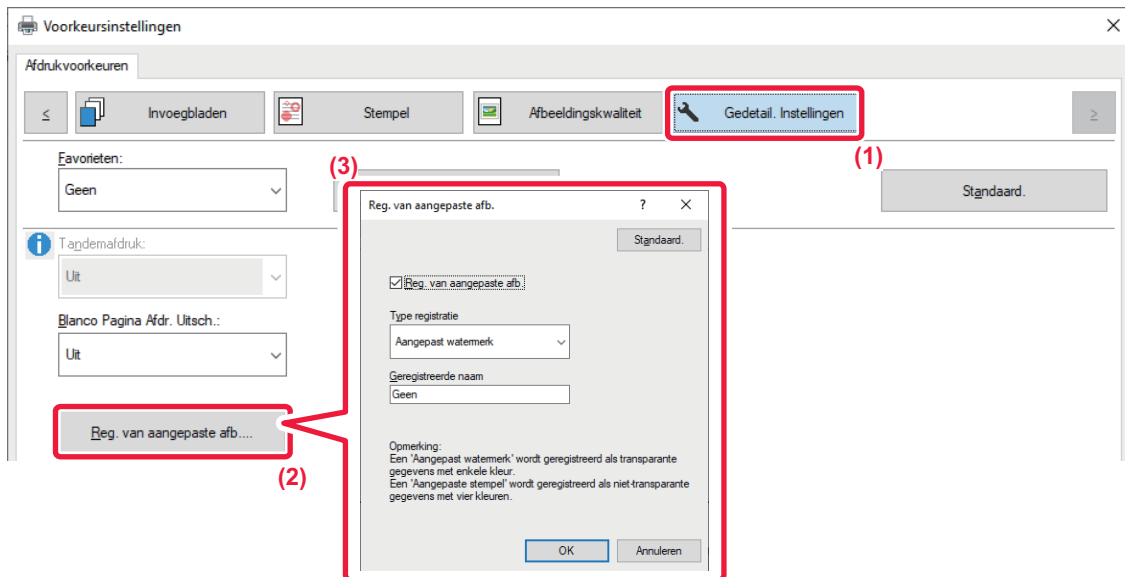 Voorkeursinstellingen
Afdrukvoorkeuren
< Invoegbladen Stempel Afbeeldingskwaliteit Gedetail. Instellingen >
(1)
Favorieten:
Geen
(3)
Standaard.
Tandemafdruk:
Uit
Blanco Pagina Afdr. Uitsch.:
Uit
Reg. van aangepaste afb....
(2)
Reg. van aangepaste afb. ?
Standaard.
Reg. van aangepaste afb.
Type registratie
Aangepast watermerk
Geregistreerde naam
Geen
Opmerking:
Een 'Aangepast watermerk' wordt geregistreerd als transparante
gegevens met enkele kleur.
Een 'Aangepaste stempel' wordt geregistreerd als niet-transparante
gegevens met vier kleuren.
OK Annuleren